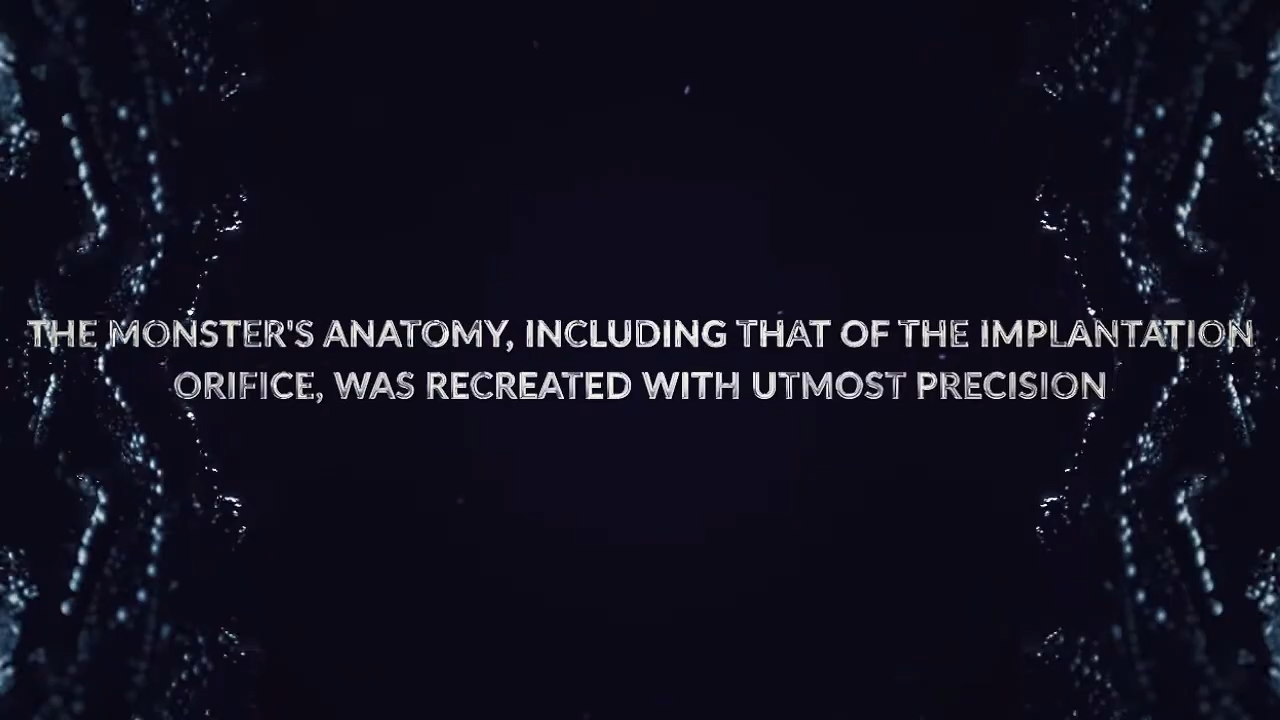 THE MONSTER'S ANATOMY, INCLUDING THAT OF THE IMPLANTATION
ORIFICE, WAS RECREATED WITH UTMOST PRECISION